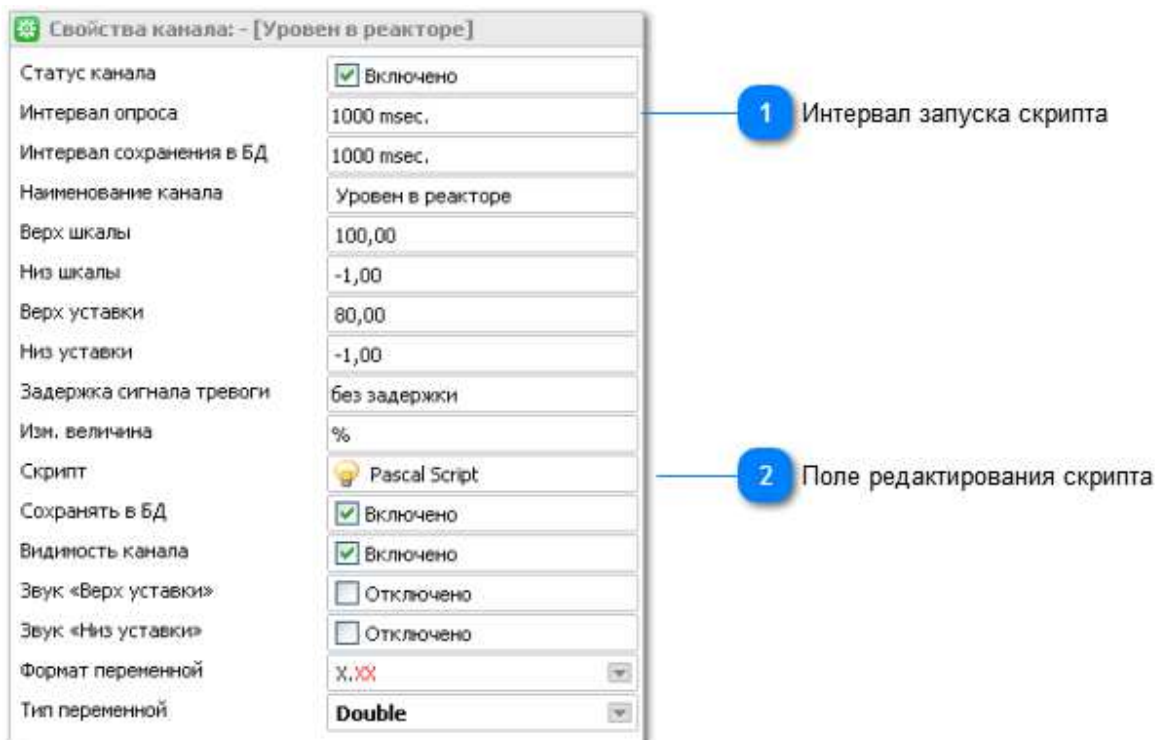 Свойства канала: - [Уровен в реакторе]
Статус канала Включено
Интервал опроса 1000 msec. 1 Интервал запуска скрипта
Интервал сохранения в БД 1000 msec.
Наименование канала Уровен в реакторе
Верх шкалы 100,00
Низ шкалы -1,00
Верх уставки 80,00
Низ уставки -1,00
Задержка сигнала тревоги без задержки
Изм. величина %
Скрипт Pascal Script 2 Поле редактирования скрипта
Сохранять в БД Включено
Видимость канала Включено
Звук «Верх уставки» Отключено
Звук «Низ уставки» Отключено
Формат переменной X.XX
Тип переменной Double